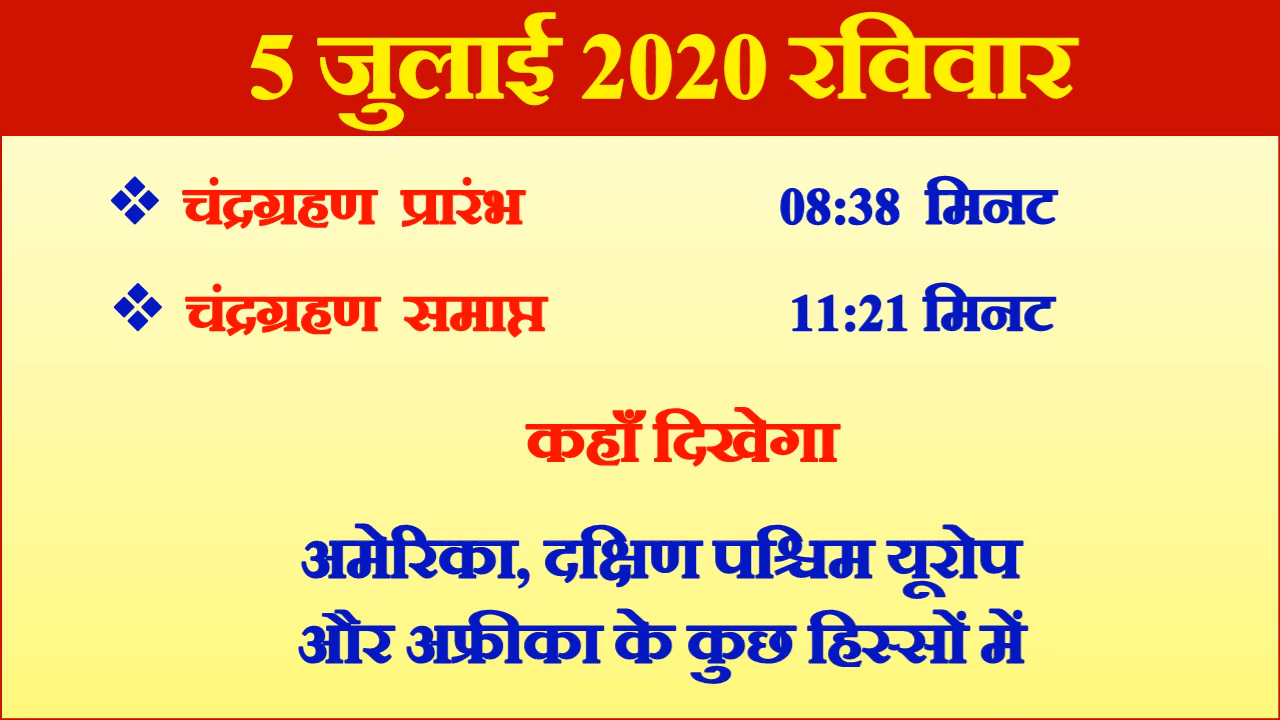 5 जुलाई 2020 रविवार
❖ चंद्रग्रहण प्रारंभ 08:38 मिनट
❖ चंद्रग्रहण समाप्त 11:21 मिनट
कहाँ दिखेगा
अमेरिका, दक्षिण पश्चिम यूरोप
और अफ्रीका के कुछ हिस्सों में